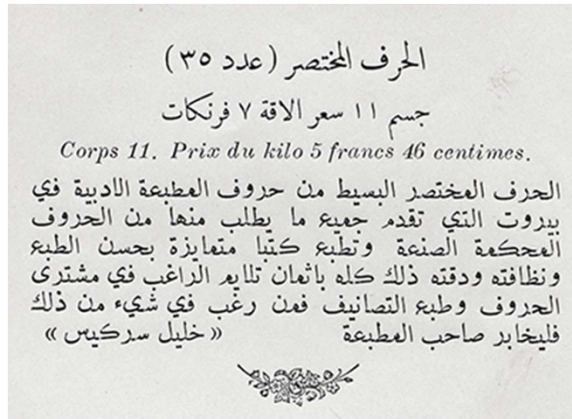 الحرف المختصر (عدد ٣٥)
جسم ١١ سعر الاقة ٧ فرنكات
Corps 11. Prix du kilo 5 francs 46 centimes.
الحرف المختصر البسيط من حروف المطبعة الادبية في
بيروت التي تقدم جميع ما يطلب منها من الحروف
المحكمة الصنعة وتطبع كتبا متمايزة بحسن الطبع
ونظافته ودقته ذلك كله باثمان تلايم الراغب في مشترى
الحروف وطبع التصانيف فمن رغب في شيء من ذلك
فليخابر صاحب المطبعة «خليل سركيس»